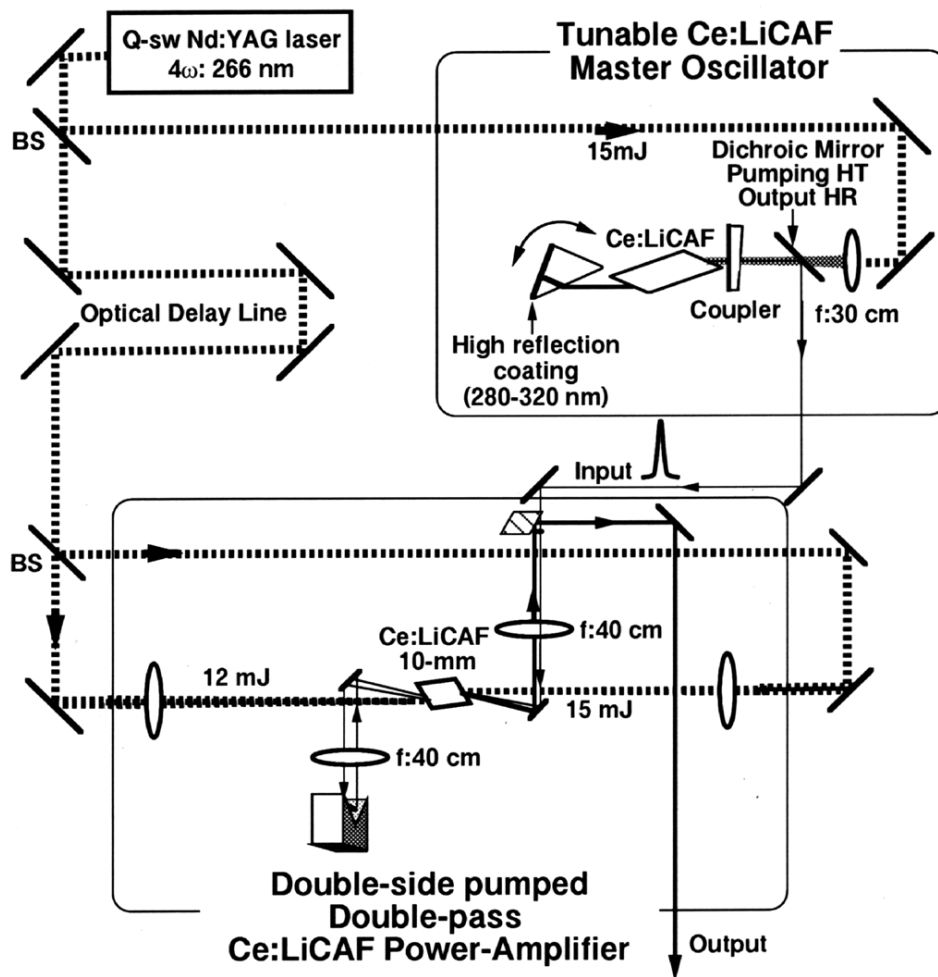 Q-sw Nd:YAG laser
4ω: 266 nm
Tunable Ce:LiCAF
Master Oscillator
BS
15mJ
Dichroic Mirror
Pumping HT
Output HR
Ce:LiCAF
Coupler
f:30 cm
Optical Delay Line
High reflection
coating
(280-320 nm)
Input
BS
Ce:LiCAF
10-mm
f:40 cm
12 mJ
15 mJ
f:40 cm
Double-side pumped
Double-pass
Ce:LiCAF Power-Amplifier
Output